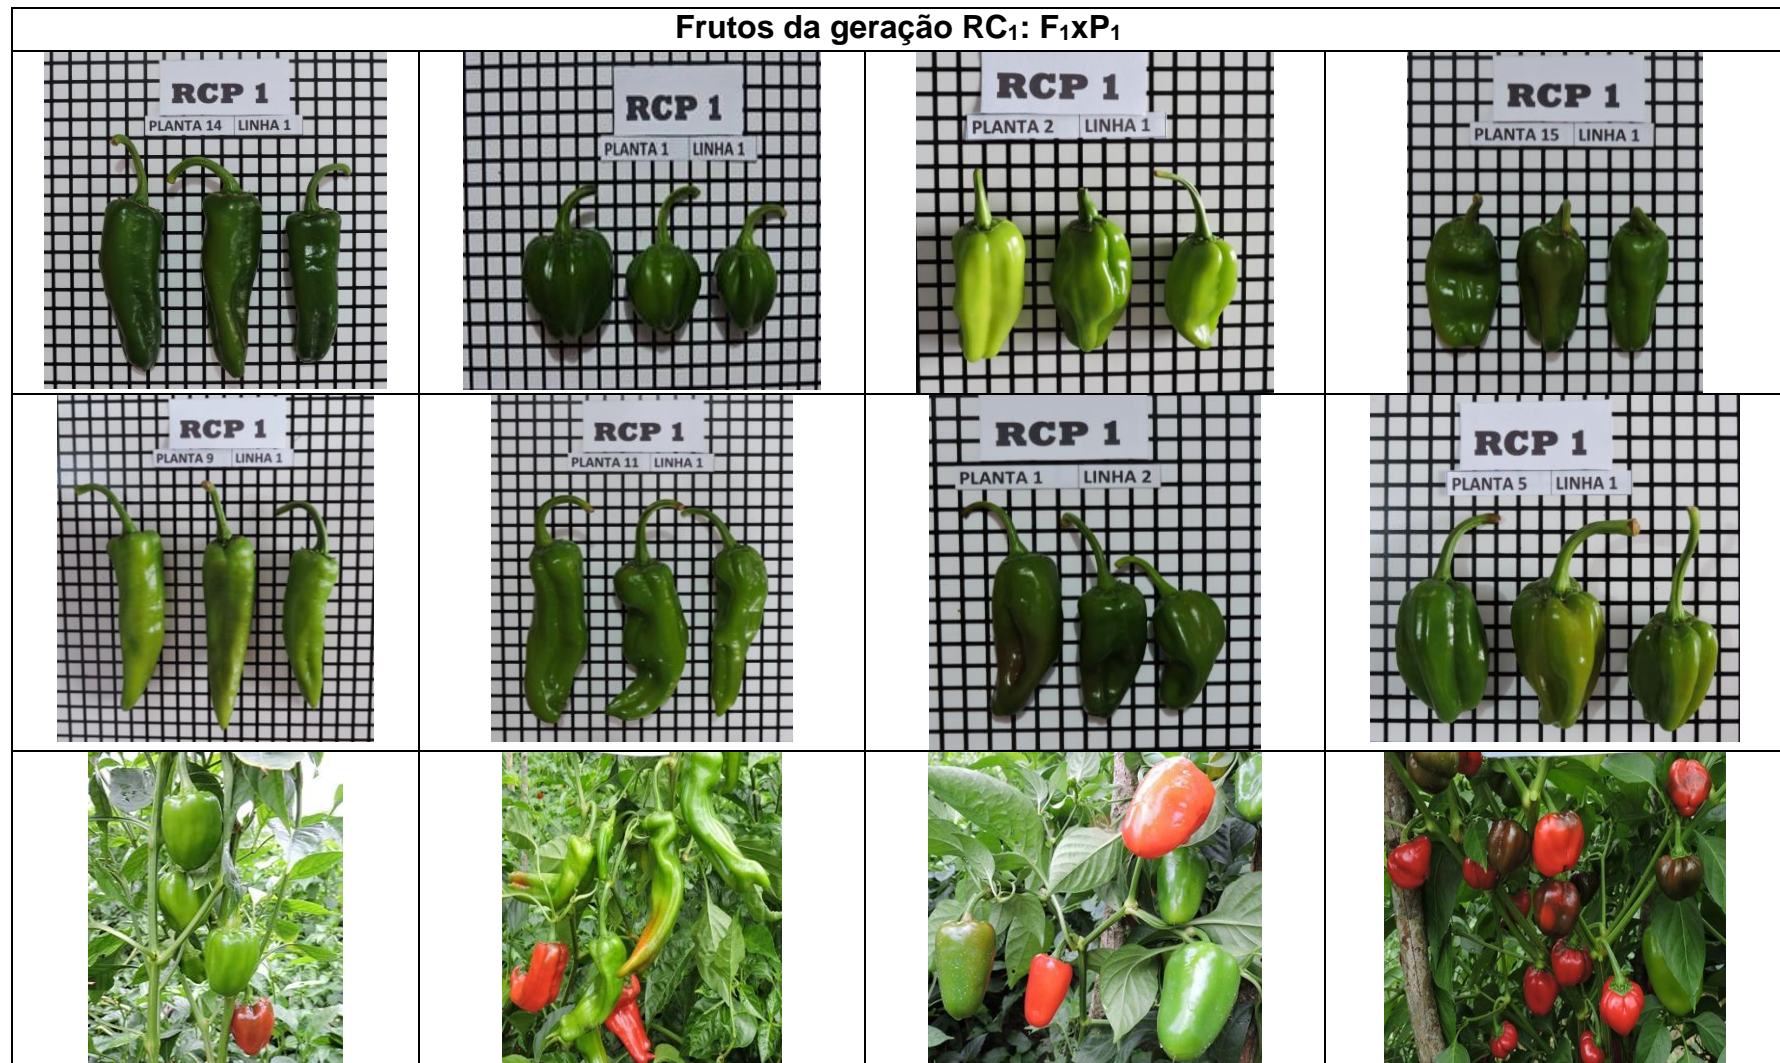 Frutos da geração RC₁: F₁xP₁
RCP 1
PLANTA 14 LINHA 1
RCP 1
PLANTA 1 LINHA 1
RCP 1
PLANTA 2 LINHA 1
RCP 1
PLANTA 15 LINHA 1
RCP 1
PLANTA 9 LINHA 1
RCP 1
PLANTA 11 LINHA 1
RCP 1
PLANTA 1 LINHA 2
RCP 1
PLANTA 5 LINHA 1